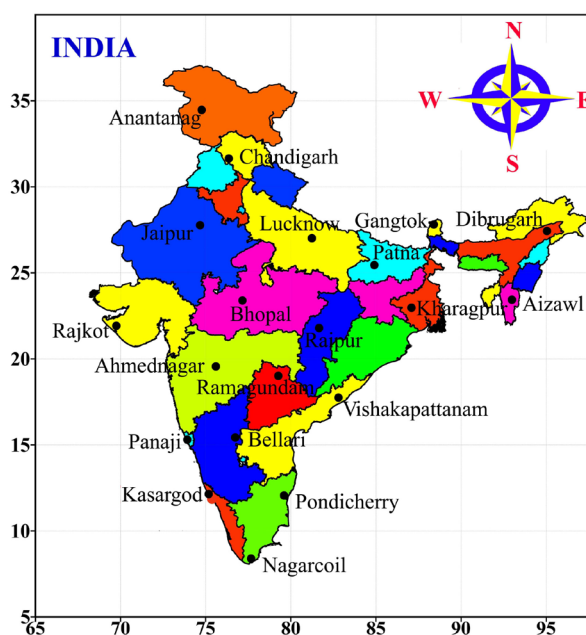 INDIA
N
W
E
S
35
30
25
20
15
10
5
65
70
75
80
85
90
95
Anantanag
Chandigarh
Jaipur
Lucknow
Gangtok
Dibrugarh
Patna
Bhopal
Raipur
Kharagpur
Aizawl
Rajkot
Ahmednagar
Ramagundam
Vishakapattanam
Panaji
Bellari
Kasargod
Pondicherry
Nagarcoil